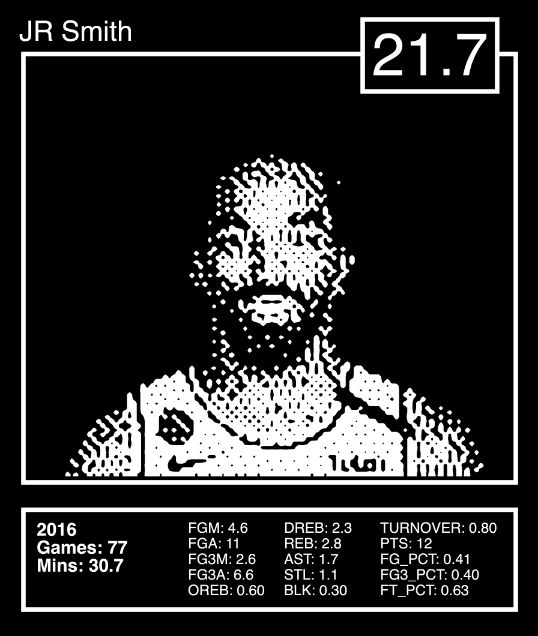 JR Smith
21.7
2016
Games: 77
Mins: 30.7
FGM: 4.6
FGA: 11
FG3M: 2.6
FG3A: 6.6
OREB: 0.60
DREB: 2.3
REB: 2.8
AST: 1.7
STL: 1.1
BLK: 0.30
TURNOVER: 0.80
PTS: 12
FG_PCT: 0.41
FG3_PCT: 0.40
FT_PCT: 0.63